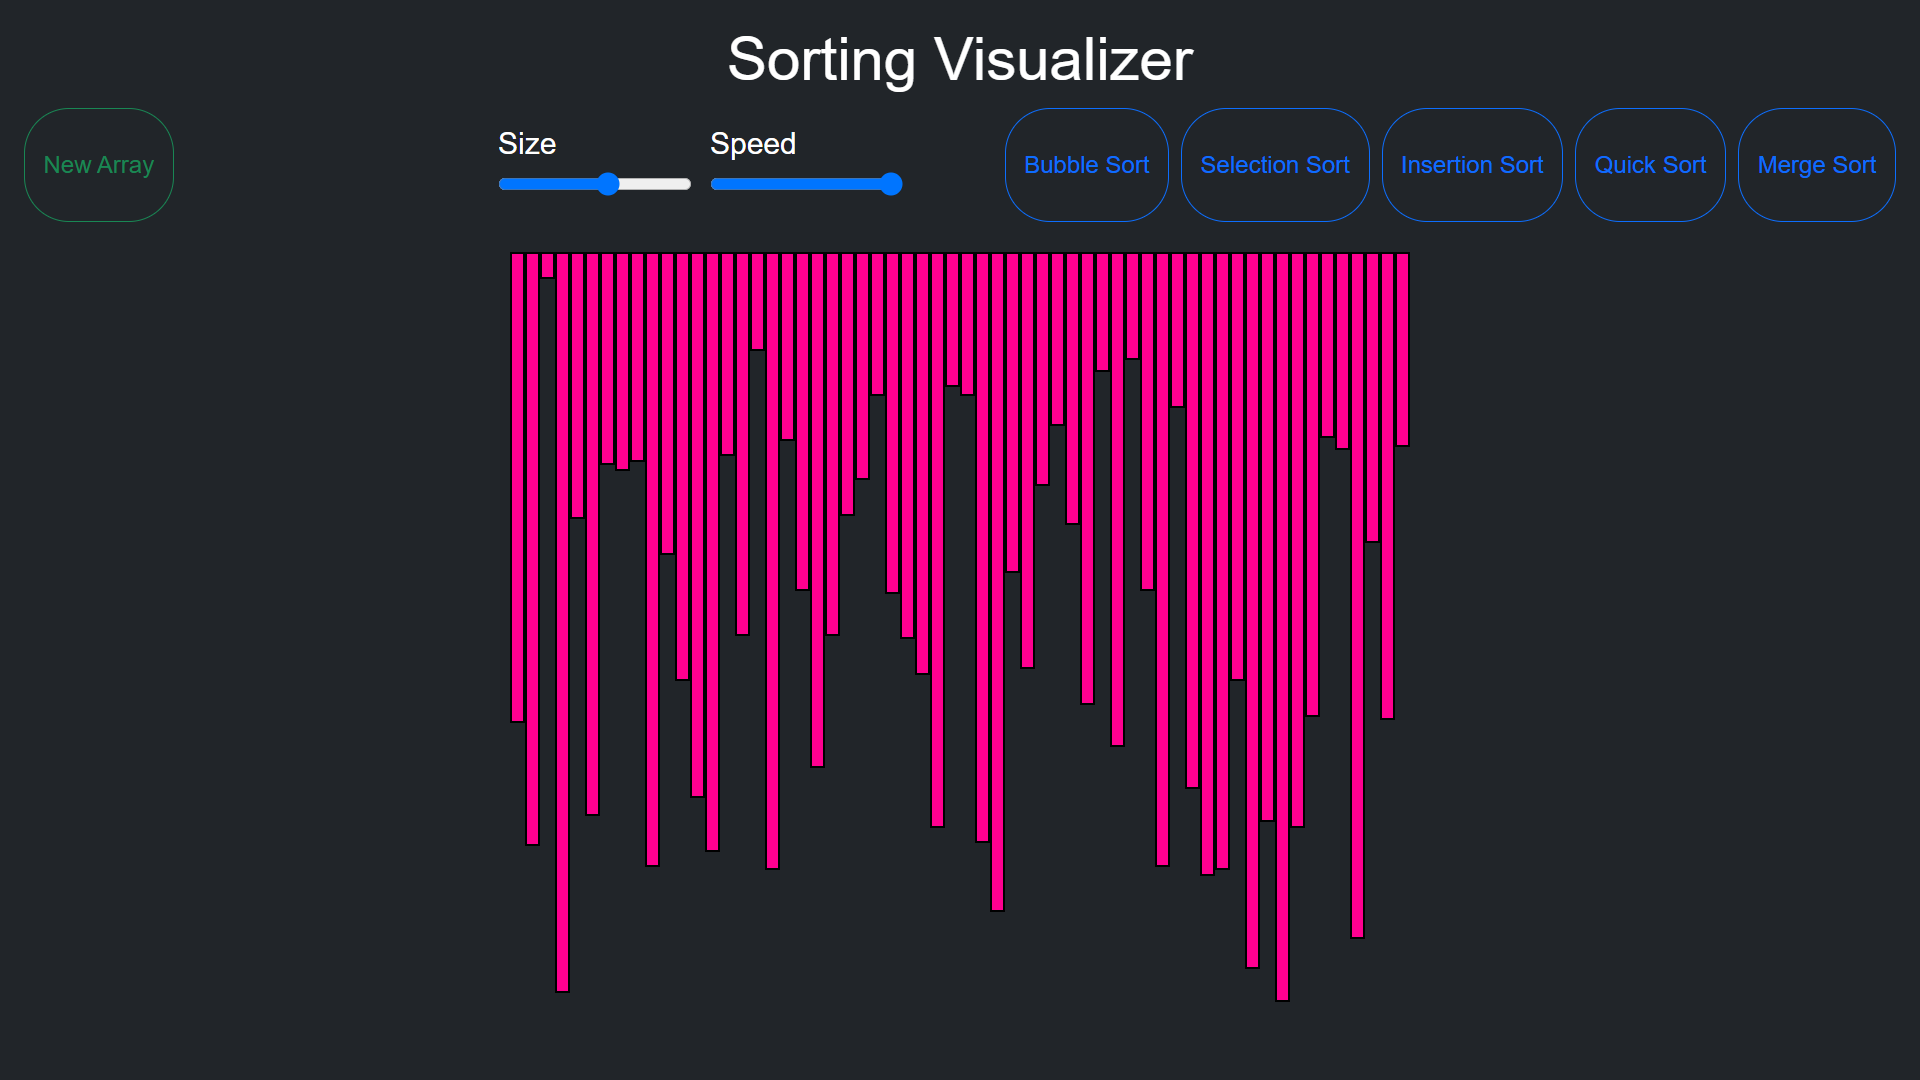 Sorting Visualizer
New Array
Size
Speed
Bubble Sort
Selection Sort
Insertion Sort
Quick Sort
Merge Sort